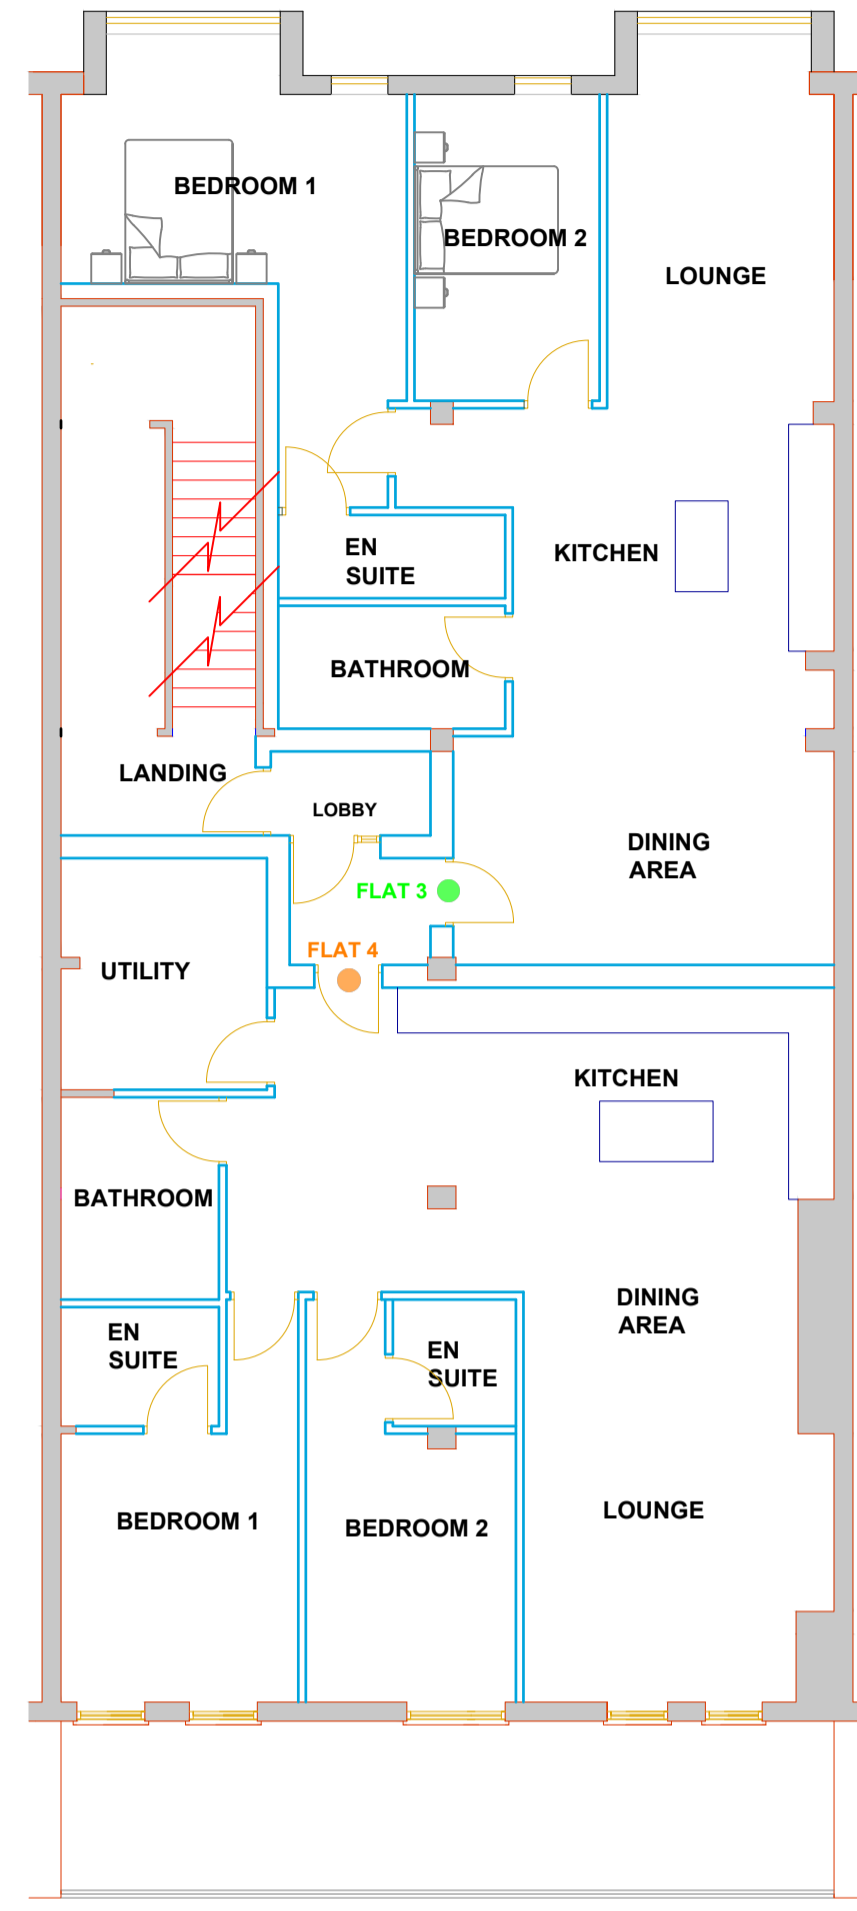 BEDROOM 1
BEDROOM 2
LOUNGE
EN
SUITE
KITCHEN
BATHROOM
LANDING
LOBBY
DINING
AREA
FLAT 3
FLAT 4
UTILITY
KITCHEN
BATHROOM
DINING
AREA
EN
SUITE
EN
SUITE
LOUNGE
BEDROOM 1
BEDROOM 2